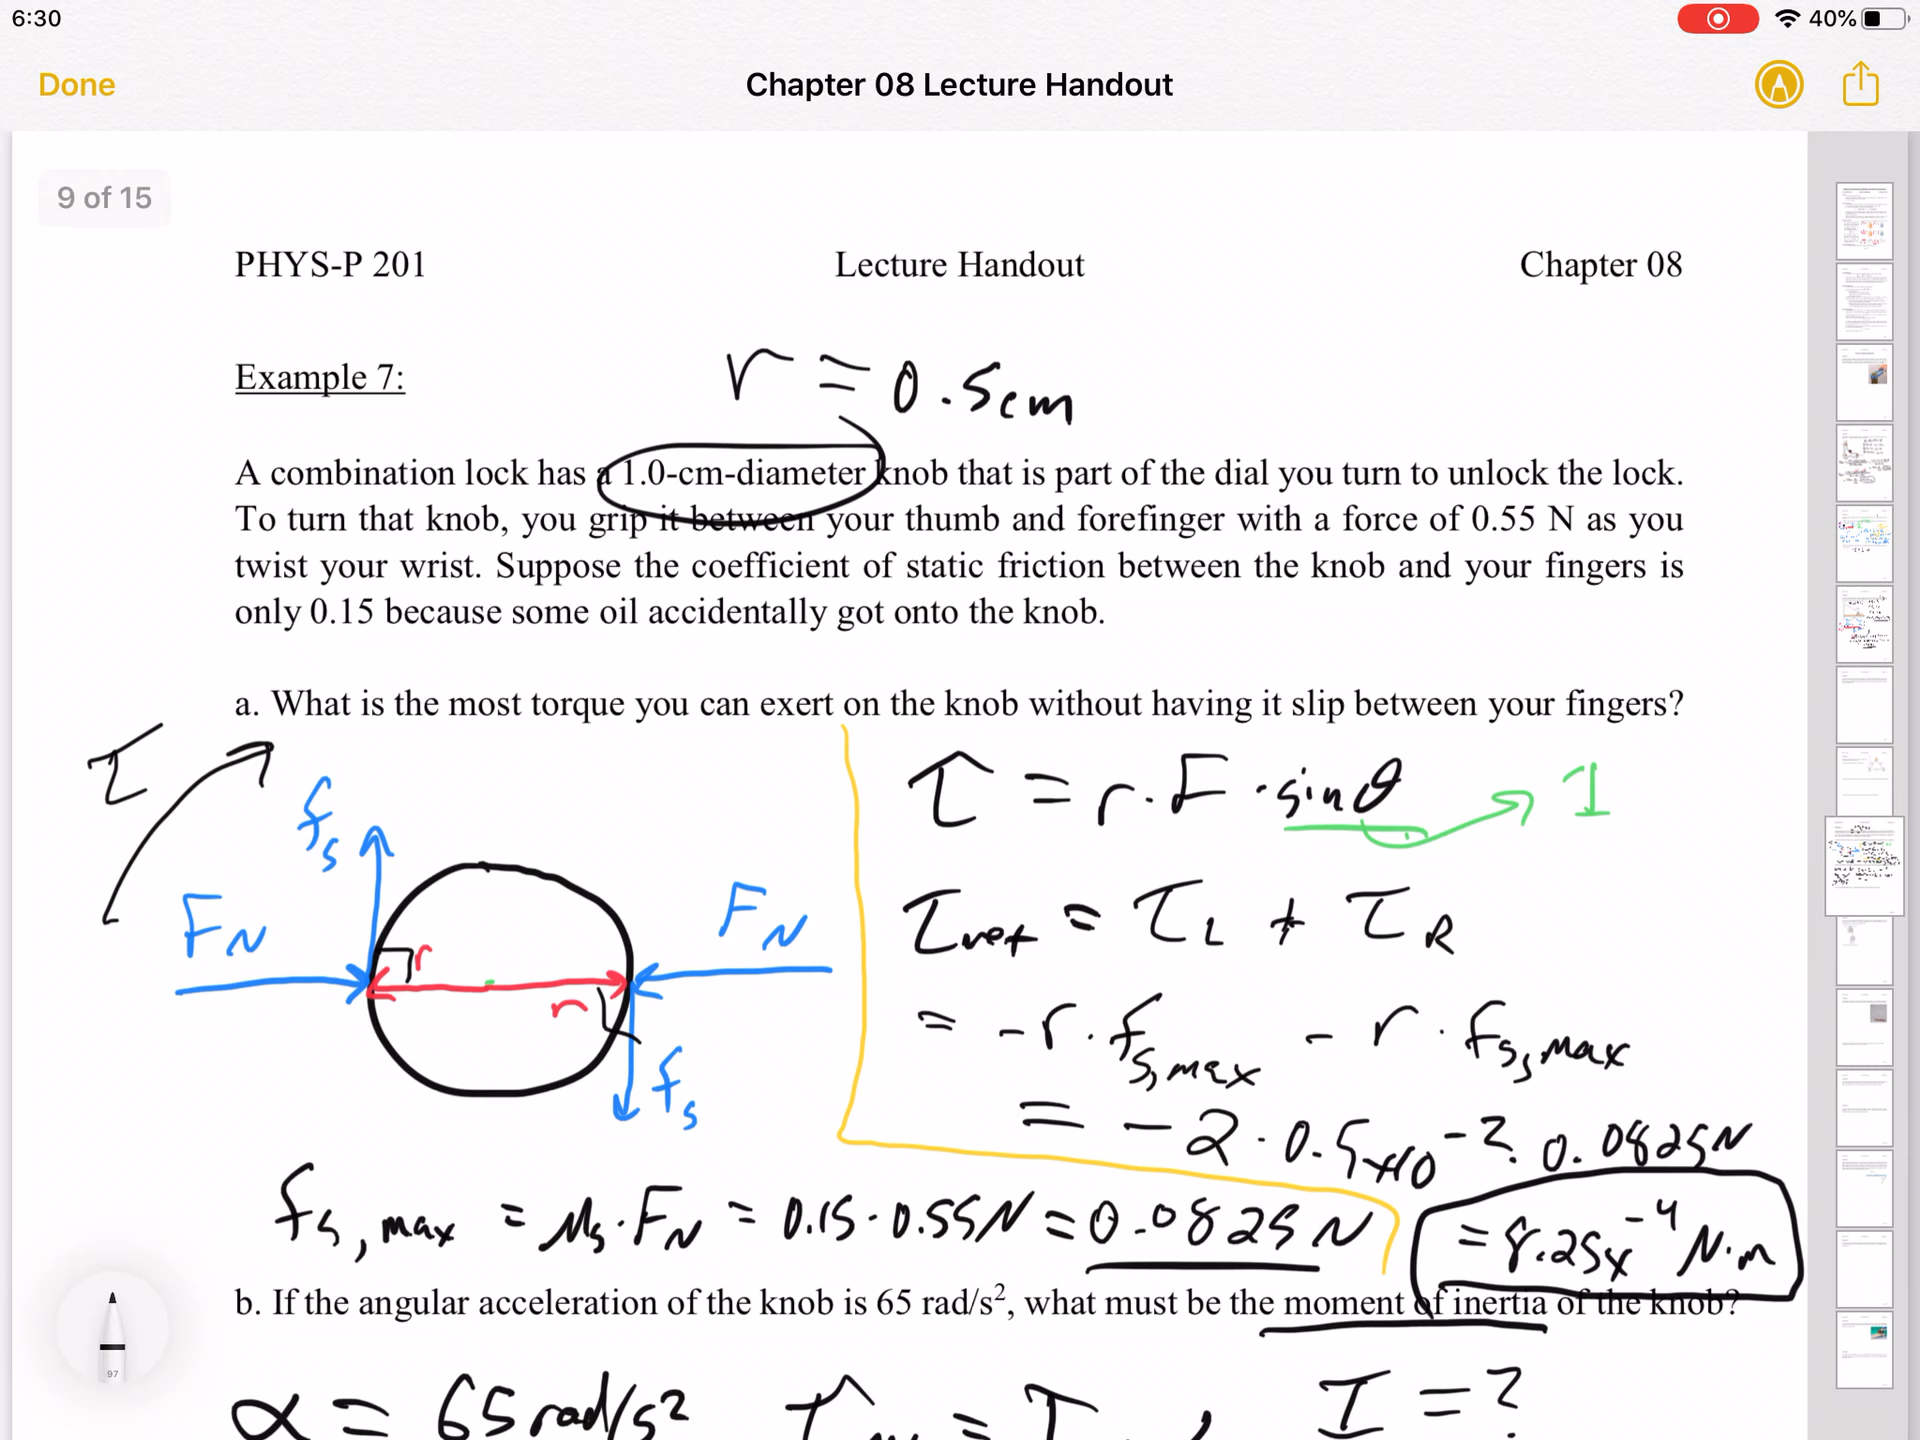 6:30
40%
Done
Chapter 08 Lecture Handout
9 of 15
PHYS-P 201 Lecture Handout Chapter 08
Example 7:
r = 0.5cm
A combination lock has a 1.0-cm-diameter knob that is part of the dial you turn to unlock the lock.
To turn that knob, you grip it between your thumb and forefinger with a force of 0.55 N as you
twist your wrist. Suppose the coefficient of static friction between the knob and your fingers is
only 0.15 because some oil accidentally got onto the knob.
a. What is the most torque you can exert on the knob without having it slip between your fingers?
τ
fs
FN
FN
r
r
fs
τ = r·F·sinθ 1
τnet = τL + τR
= -r·fs,max - r·fs,max
= -2·0.5x10⁻²·0.0825N
fs,max = μs·FN = 0.15·0.55N = 0.0825 N
= 8.25x⁻⁴ N·m
b. If the angular acceleration of the knob is 65 rad/s², what must be the moment of inertia of the knob?
97
α = 65 rad/s²
I = ?